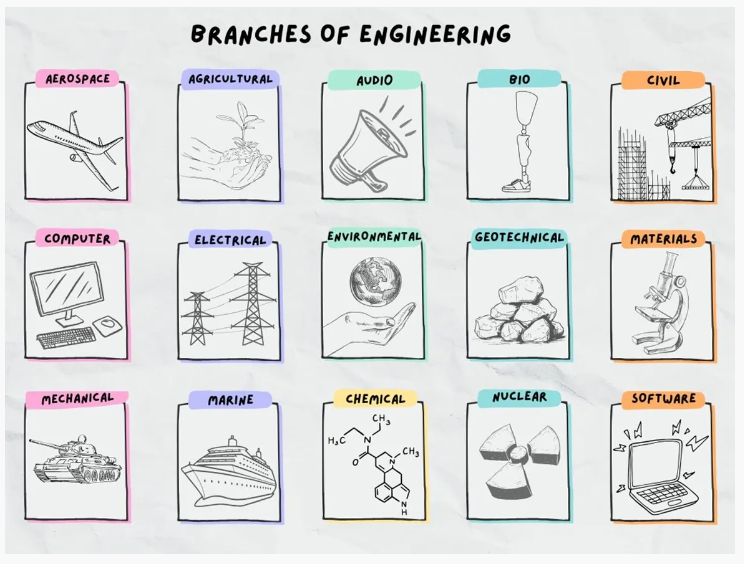 BRANCHES OF ENGINEERING
AEROSPACE
AGRICULTURAL
AUDIO
BIO
CIVIL
COMPUTER
ELECTRICAL
ENVIRONMENTAL
GEOTECHNICAL
MATERIALS
MECHANICAL
MARINE
CHEMICAL
NUCLEAR
SOFTWARE
CH₃
H₃C
N
O
N
CH₃
N
H